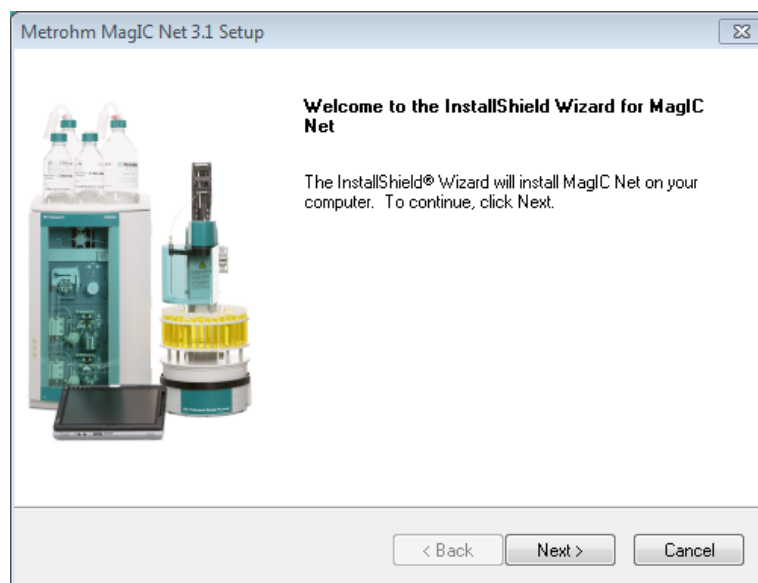 Metrohm MagIC Net 3.1 Setup
Welcome to the InstallShield Wizard for MagIC
Net
The InstallShield® Wizard will install MagIC Net on your
computer. To continue, click Next.
< Back
Next >
Cancel